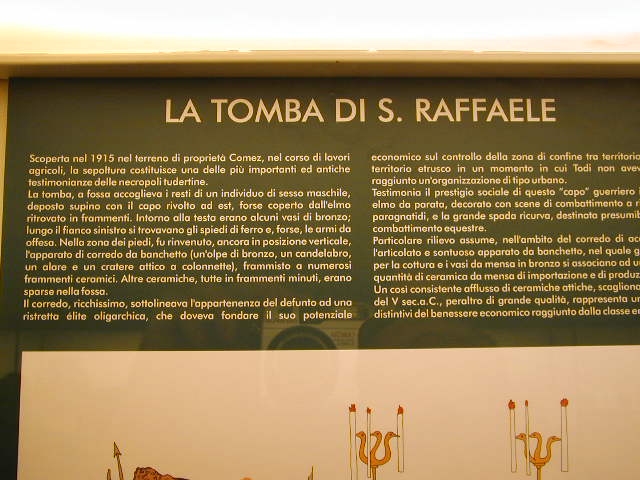 LA TOMBA DI S. RAFFAELE
Scoperta nel 1915 nel terreno di proprietà Comez, nel corso di lavori
agricoli, la sepoltura costituisce una delle più importanti ed antiche
testimonianze delle necropoli tudertine.
La tomba, a fossa accoglieva i resti di un individuo di sesso maschile,
deposto supino con il capo rivolto ad est, forse coperto dall'elmo
ritrovato in frammenti. Intorno alla testa erano alcuni vasi di bronzo;
lungo il fianco sinistro si trovavano gli spiedi di ferro e, forse, le armi da
offesa. Nella zona dei piedi, fu rinvenuto, ancora in posizione verticale,
l'apparato di corredo da banchetto (un'olpe di bronzo, un candelabro,
un alare e un cratere attico a colonnette), frammisto a numerosi
frammenti ceramici. Altre ceramiche, tutte in frammenti minuti, erano
sparse nella fossa.
Il corredo, ricchissimo, sottolineava l'appartenenza del defunto ad una
ristretta élite oligarchica, che doveva fondare il suo potenziale
economico sul controllo della zona di confine tra territorio
territorio etrusco in un momento in cui Todi non avev
raggiunto un'organizzazione di tipo urbano.
Testimonia il prestigio sociale di questo "capo" guerriero
elmo da parata, decorato con scene di combattimento a ri
paragnatidi, e la grande spada ricurva, destinata presumib
combattimento equestre.
Particolare rilievo assume, nell'ambito del corredo di ac
l'articolato e sontuoso apparato da banchetto, nel quale g
per la cottura e i vasi da mensa in bronzo si associano ad u
quantità di ceramica da mensa di importazione e di produz
Un così consistente afflusso di ceramiche attiche, scagliona
del V sec.a.C., peraltro di grande qualità, rappresenta un
distintivi del benessere economico raggiunto dalla classe em